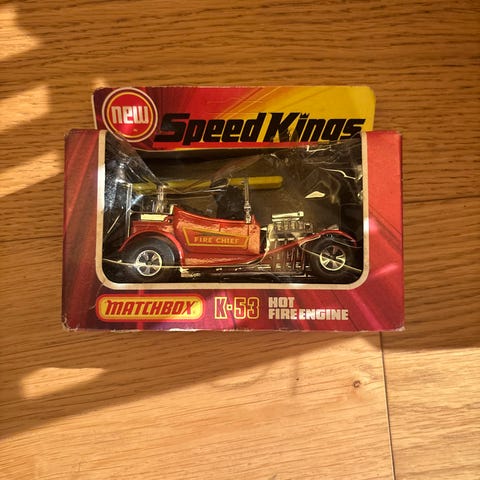 new
Speed Kings
FIRE CHIEF
MATCHBOX
K-53
HOT
FIRE ENGINE